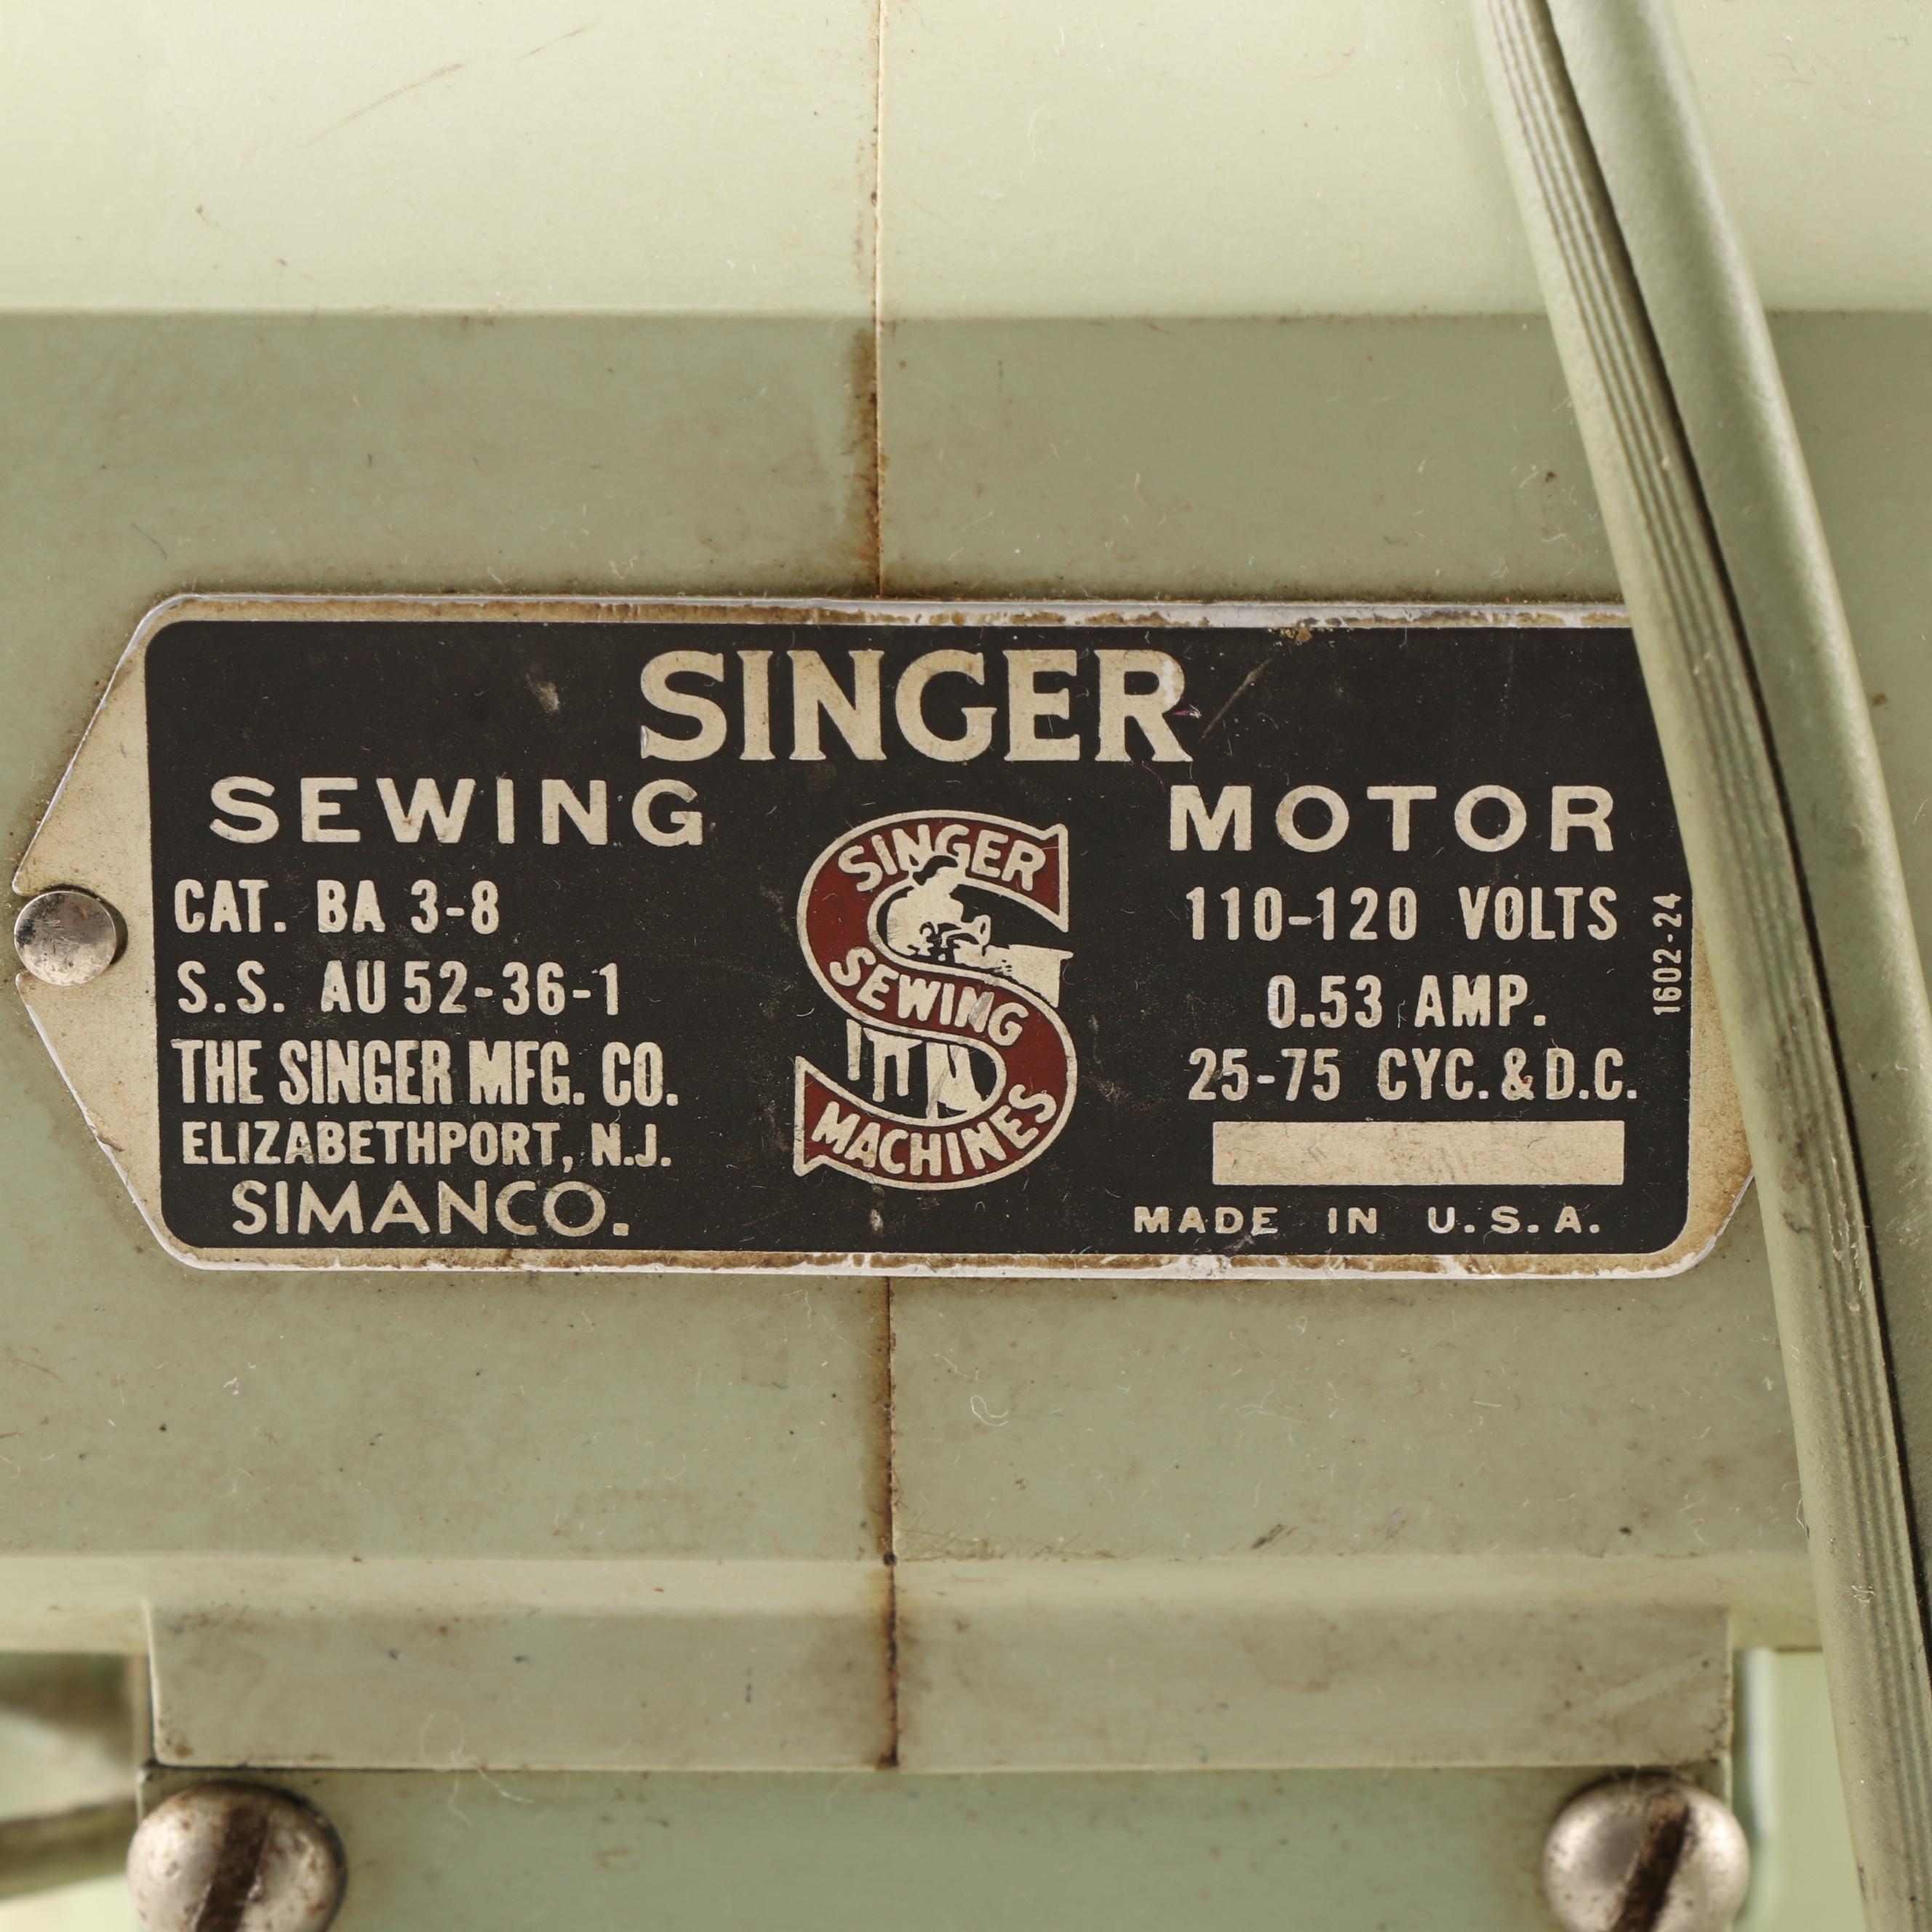 SINGER
SEWING MOTOR
CAT. BA 3-8
S.S. AU 52-36-1
THE SINGER MFG. CO.
ELIZABETHPORT, N.J.
SIMANCO.
SINGER
SEWING
MACHINES
110-120 VOLTS
0.53 AMP.
25-75 CYC. & D.C.
MADE IN U.S.A.
1602-24